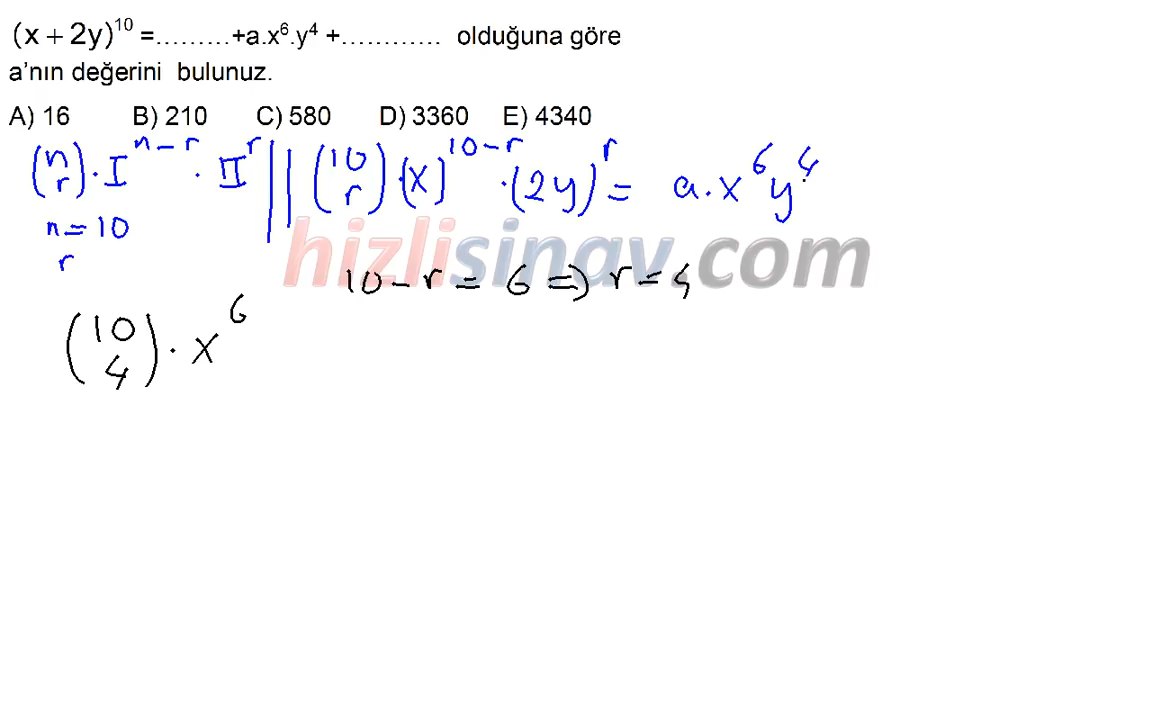 (x + 2y)¹⁰ =………+a.x⁶.y⁴ +………… olduğuna göre
a’nın değerini bulunuz.
A) 16 B) 210 C) 580 D) 3360 E) 4340
(n r) · I^(n-r) · II^r || (10 r) · (x)^(10-r) · (2y)^r = a · x⁶y⁴
n = 10
r
hizlisinav.com
10 - r = 6 => r = 4
(10 4) · x⁶